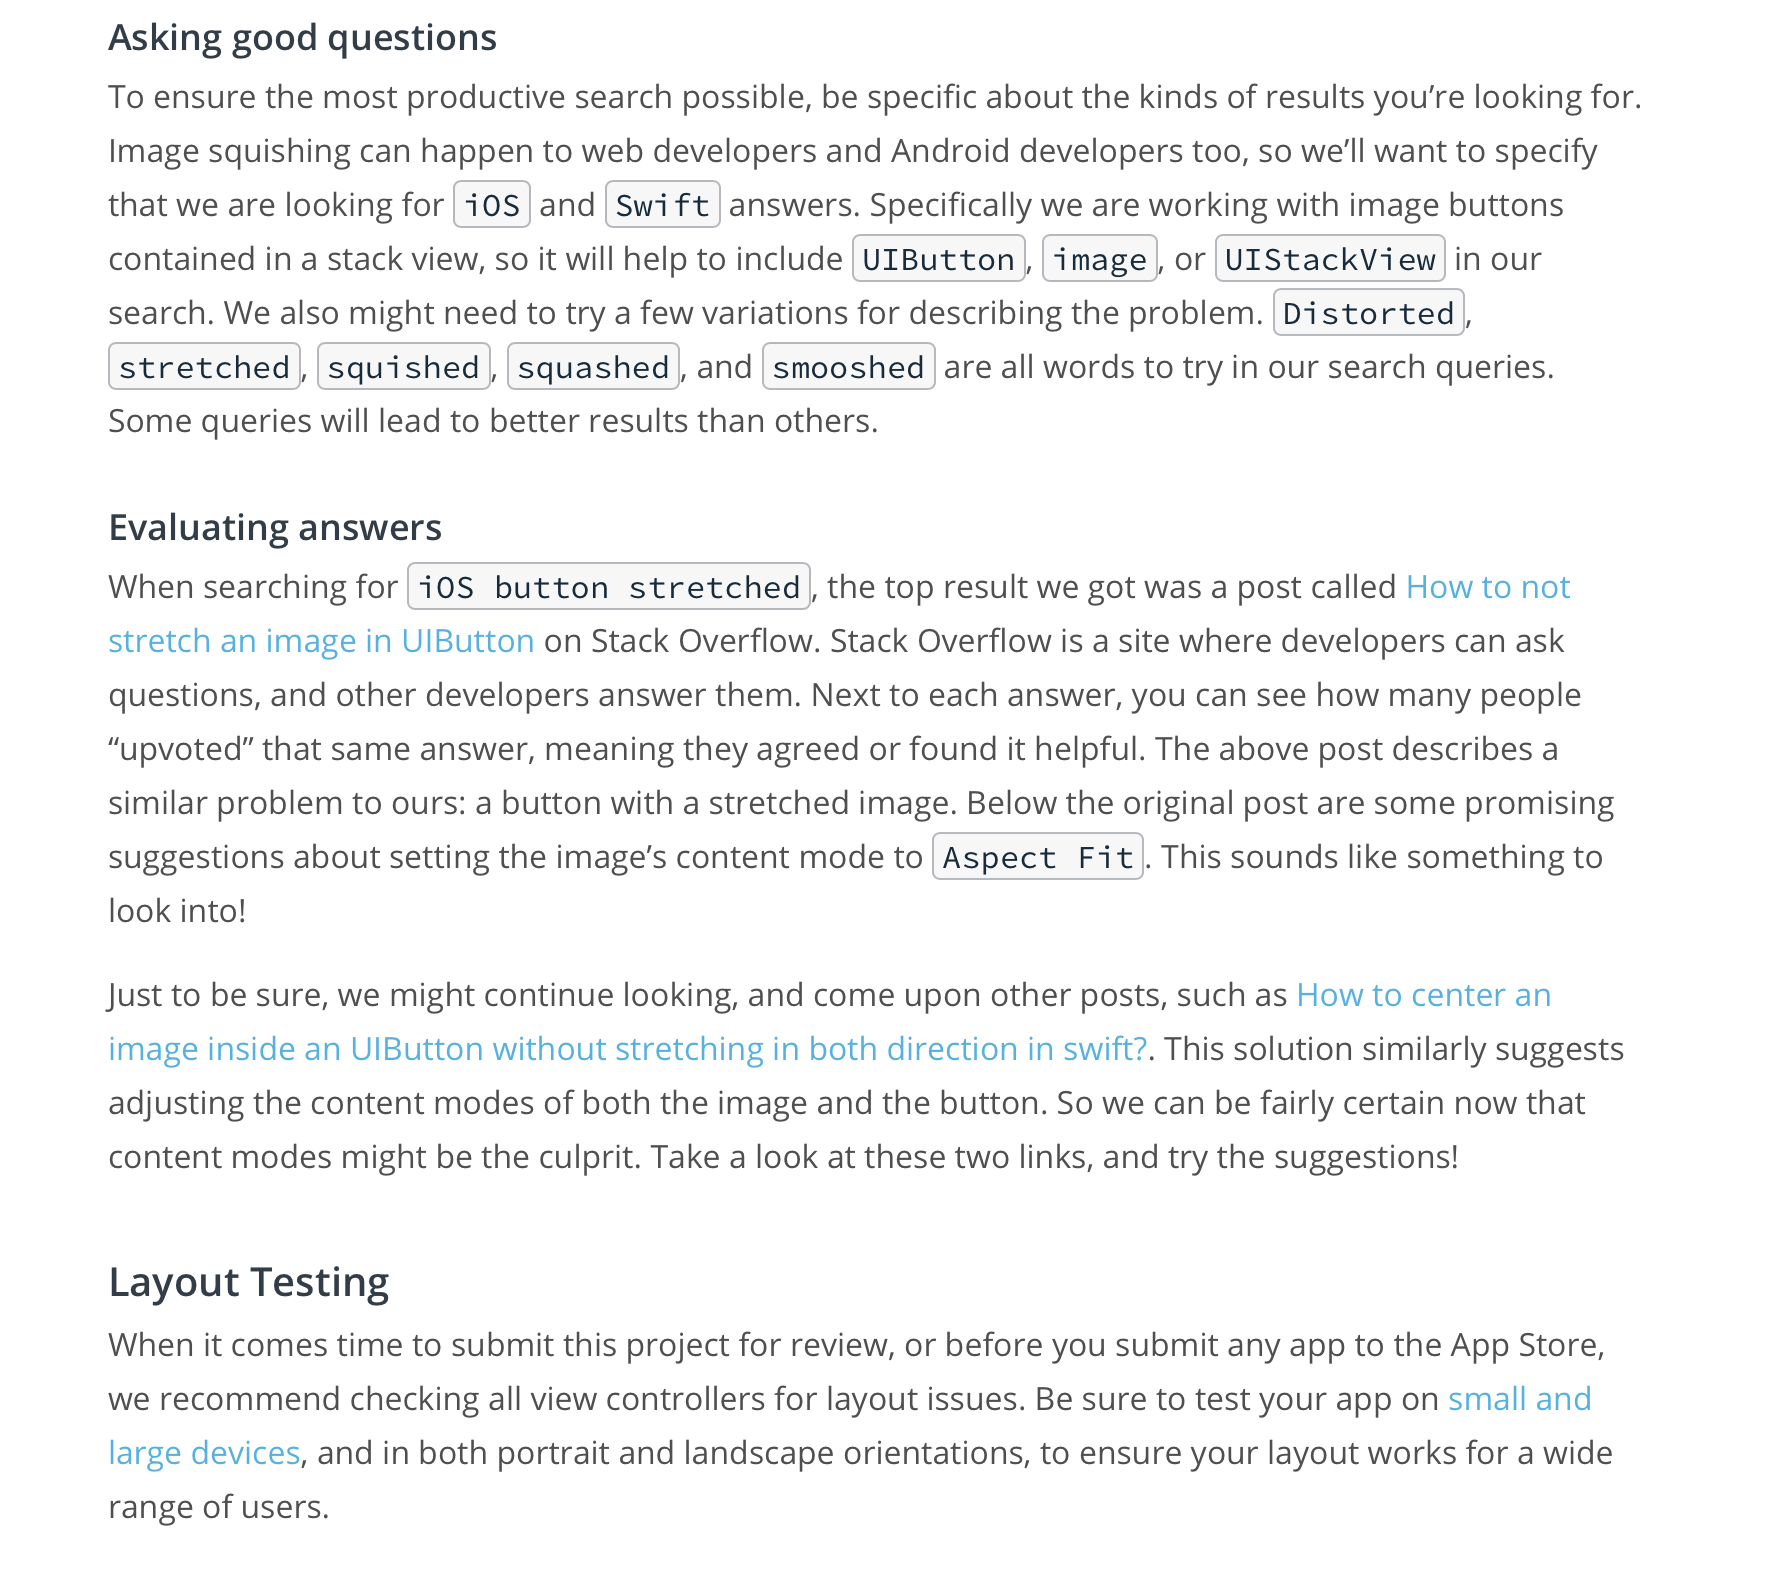 Asking good questions
To ensure the most productive search possible, be specific about the kinds of results you’re looking for.
Image squishing can happen to web developers and Android developers too, so we’ll want to specify
that we are looking for iOS and Swift answers. Specifically we are working with image buttons
contained in a stack view, so it will help to include UIButton, image, or UIStackView in our
search. We also might need to try a few variations for describing the problem. Distorted,
stretched, squished, squashed, and smooshed are all words to try in our search queries.
Some queries will lead to better results than others.
Evaluating answers
When searching for iOS button stretched, the top result we got was a post called How to not
stretch an image in UIButton on Stack Overflow. Stack Overflow is a site where developers can ask
questions, and other developers answer them. Next to each answer, you can see how many people
“upvoted” that same answer, meaning they agreed or found it helpful. The above post describes a
similar problem to ours: a button with a stretched image. Below the original post are some promising
suggestions about setting the image’s content mode to Aspect Fit. This sounds like something to
look into!
Just to be sure, we might continue looking, and come upon other posts, such as How to center an
image inside an UIButton without stretching in both direction in swift?. This solution similarly suggests
adjusting the content modes of both the image and the button. So we can be fairly certain now that
content modes might be the culprit. Take a look at these two links, and try the suggestions!
Layout Testing
When it comes time to submit this project for review, or before you submit any app to the App Store,
we recommend checking all view controllers for layout issues. Be sure to test your app on small and
large devices, and in both portrait and landscape orientations, to ensure your layout works for a wide
range of users.